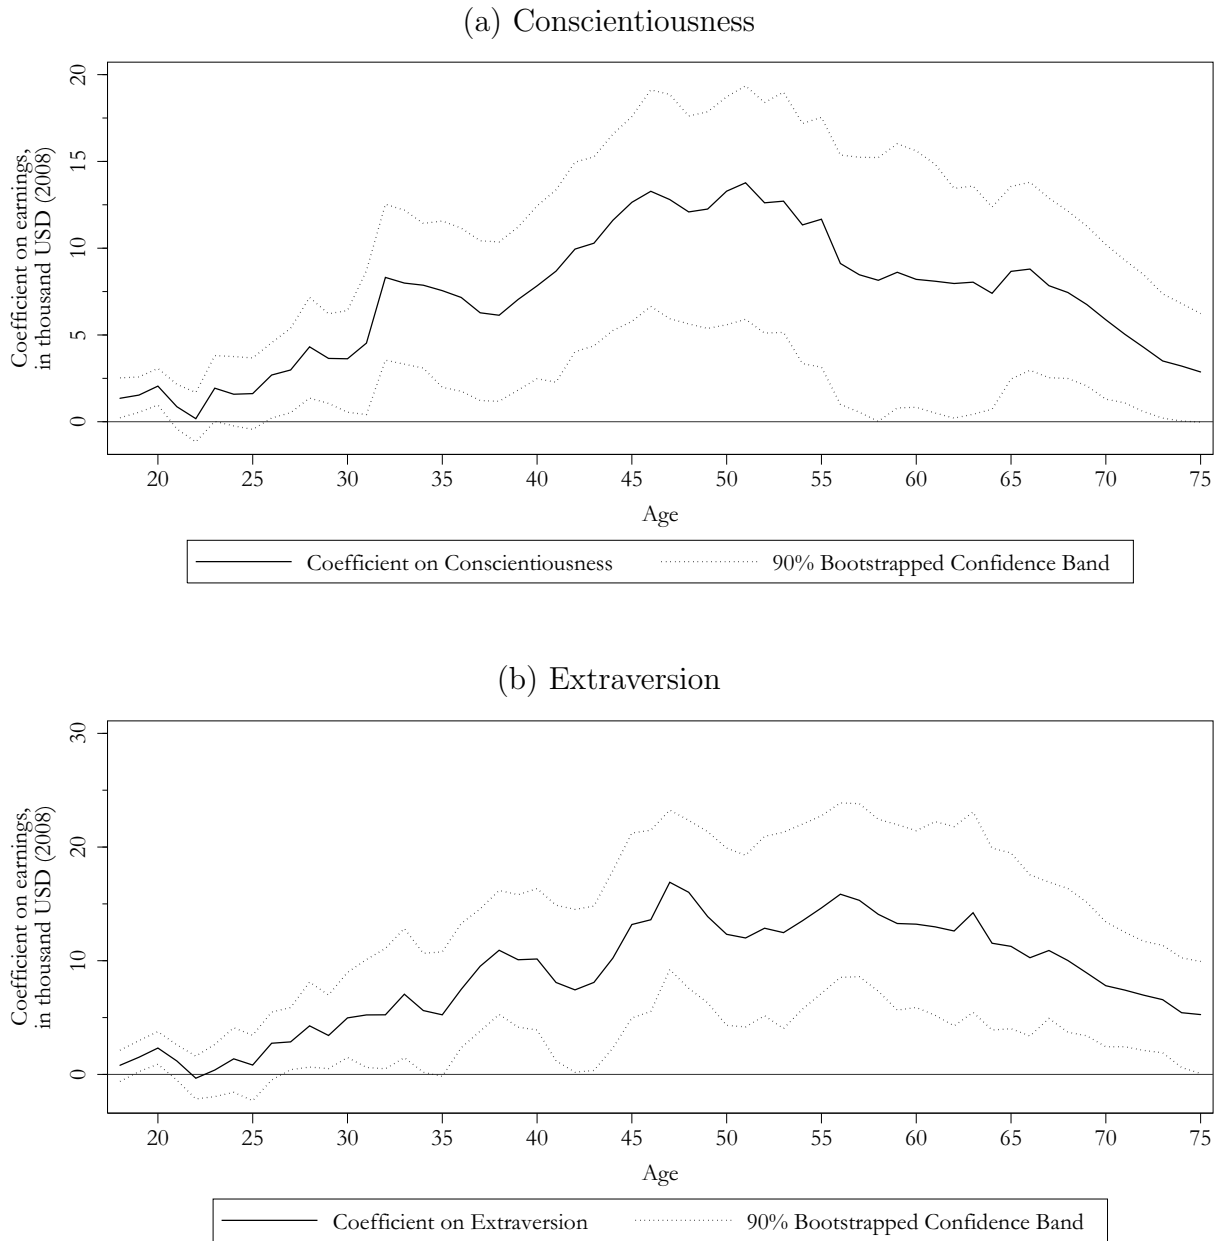 (a) Conscientiousness
Coefficient on earnings,
in thousand USD (2008)
20
15
10
5
0
20 25 30 35 40 45 50 55 60 65 70 75
Age
Coefficient on Conscientiousness 90% Bootstrapped Confidence Band
(b) Extraversion
Coefficient on earnings,
in thousand USD (2008)
30
20
10
0
20 25 30 35 40 45 50 55 60 65 70 75
Age
Coefficient on Extraversion 90% Bootstrapped Confidence Band